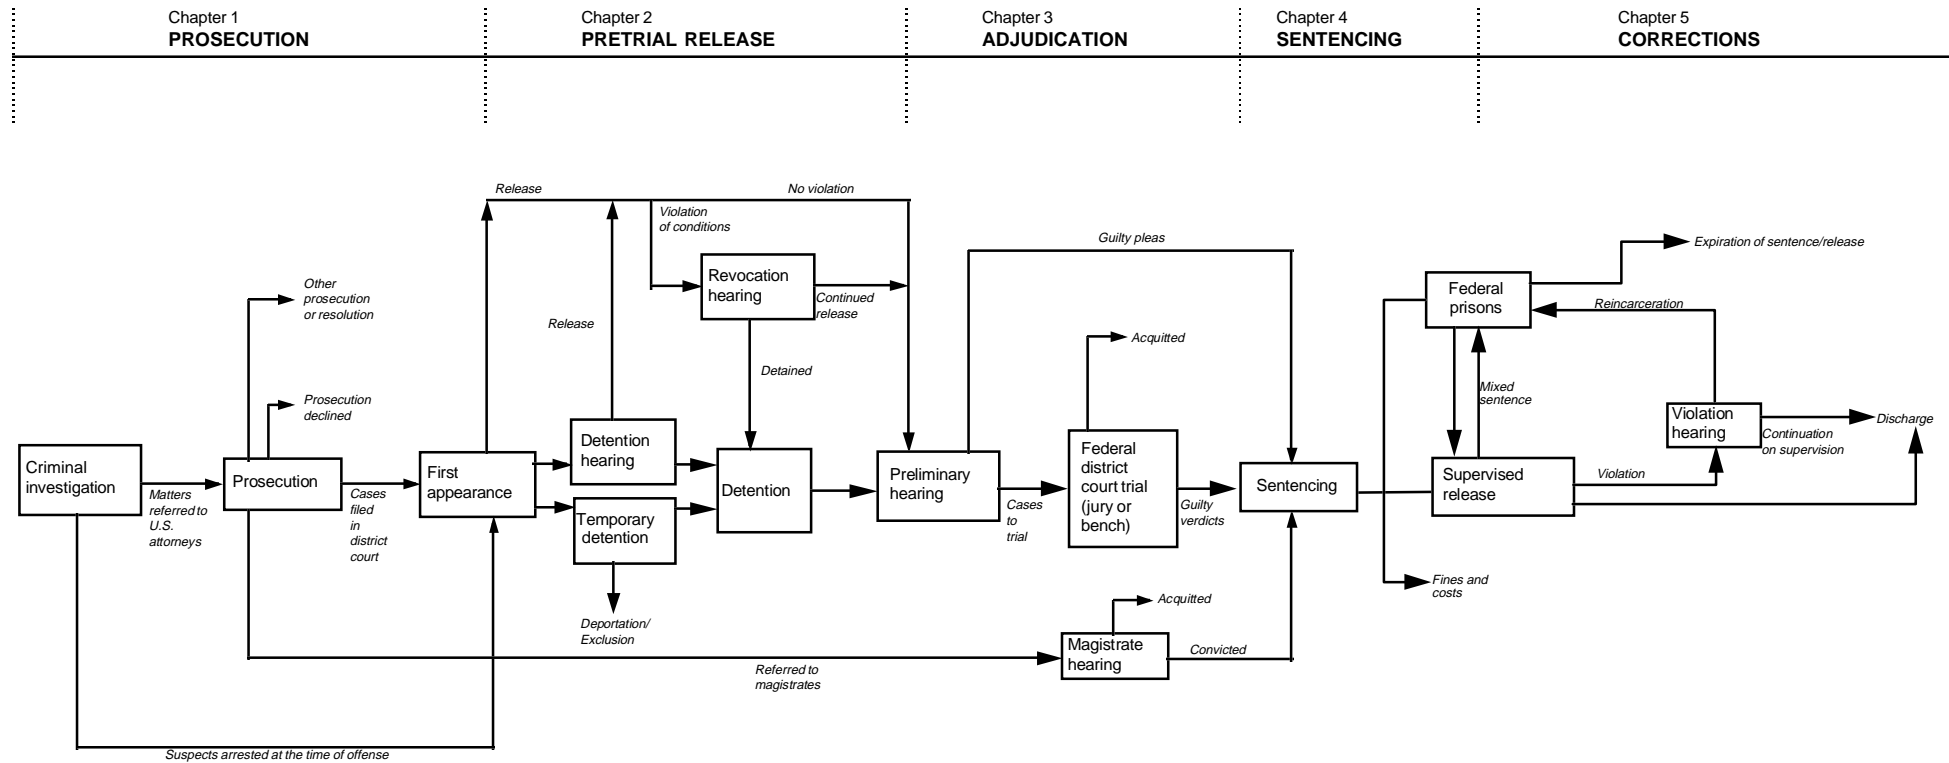 Chapter 1
PROSECUTION
Chapter 2
PRETRIAL RELEASE
Chapter 3
ADJUDICATION
Chapter 4
SENTENCING
Chapter 5
CORRECTIONS
Release
No violation
Violation
of conditions
Guilty pleas
Expiration of sentence/release
Other
prosecution
or resolution
Revocation
hearing
Continued
release
Federal
prisons
Reincarceration
Release
Acquitted
Detained
Mixed
sentence
Prosecution
declined
Violation
hearing
Discharge
Continuation
on supervision
Criminal
investigation
Matters
referred to
U.S.
attorneys
Prosecution
Cases
filed
in
district
court
First
appearance
Detention
hearing
Temporary
detention
Detention
Preliminary
hearing
Cases
to
trial
Federal
district
court trial
(jury or
bench)
Guilty
verdicts
Sentencing
Supervised
release
Violation
Fines and
costs
Deportation/
Exclusion
Acquitted
Magistrate
hearing
Convicted
Referred to
magistrates
Suspects arrested at the time of offense